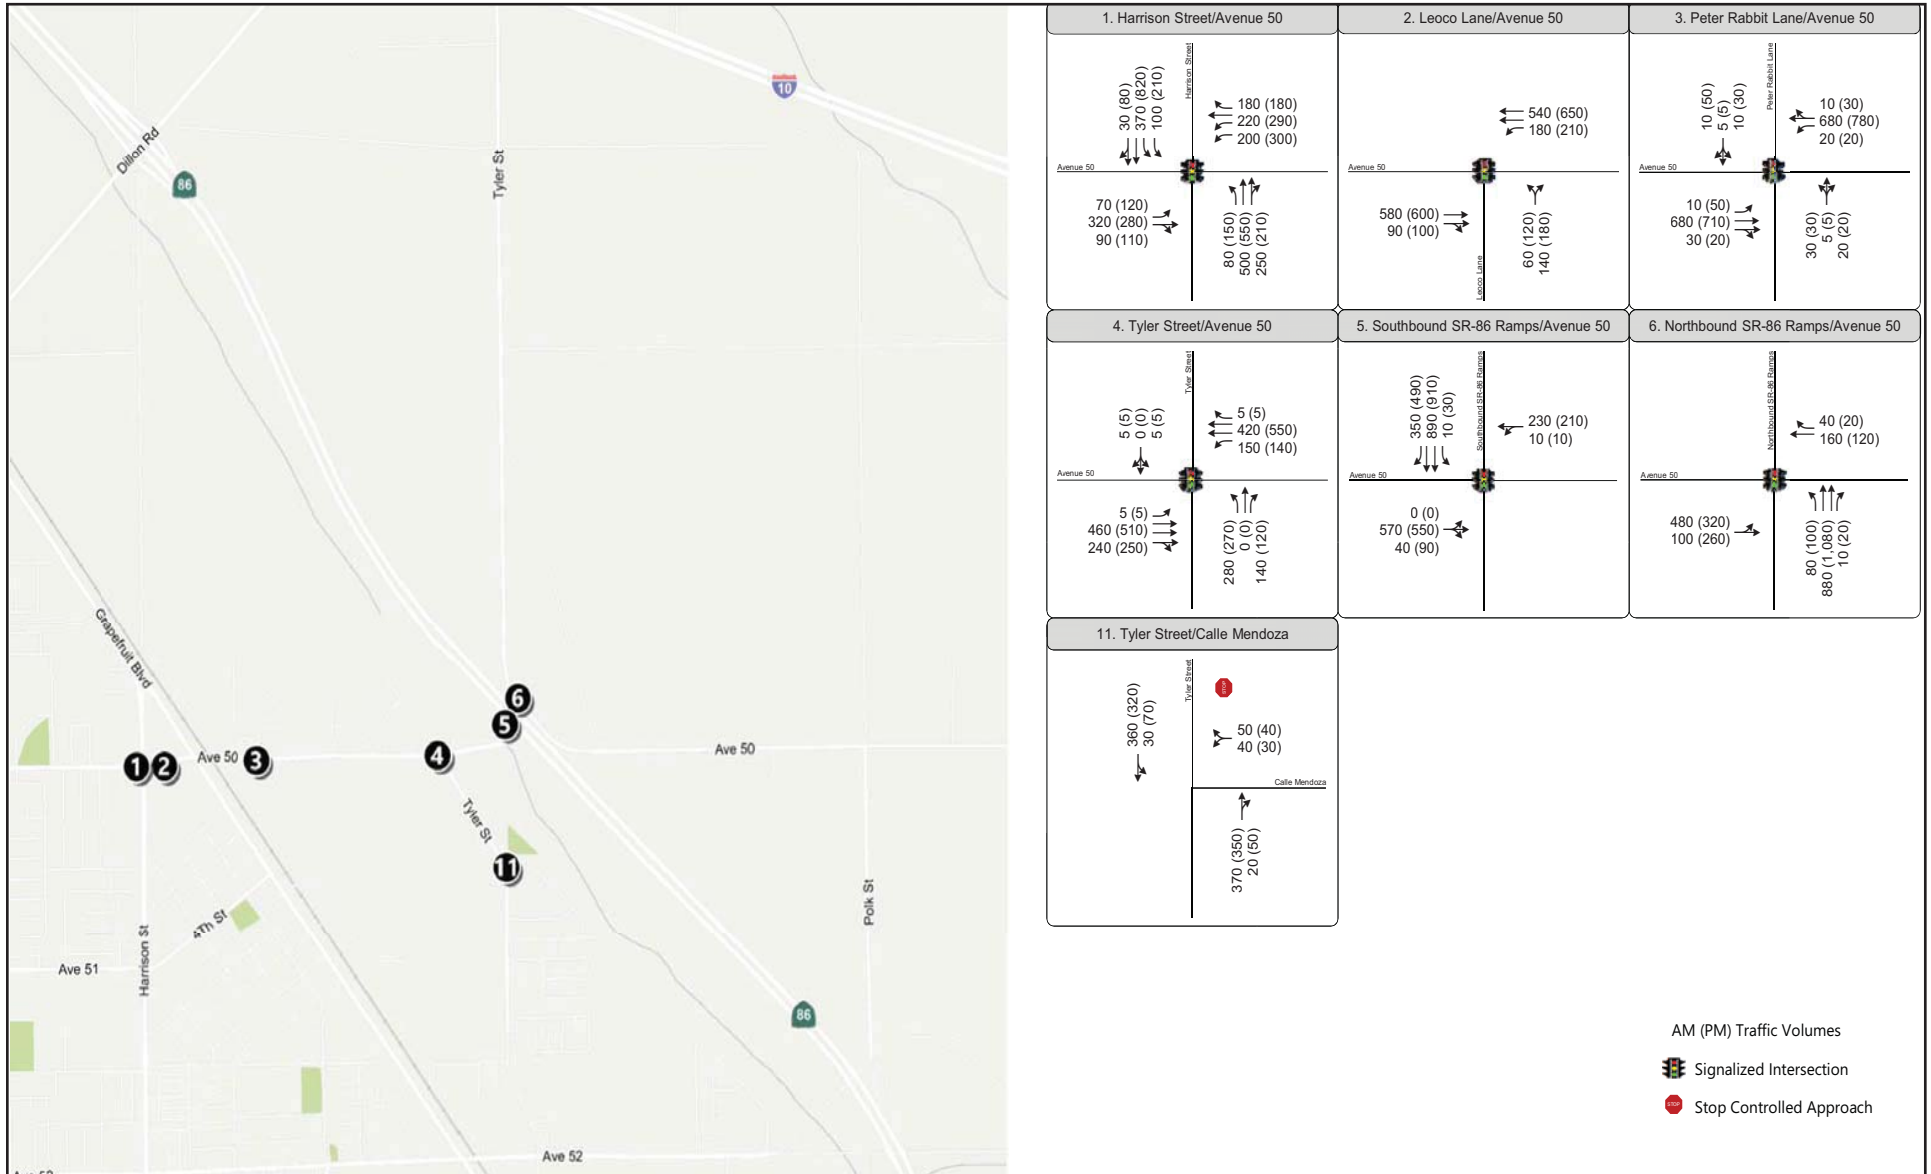 10
Dillon Rd
86
Tyler St
Grapefruit Blvd
6
5
1
2
Ave 50
3
4
Ave 50
Tyler St
11
Polk St
4Th St
Harrison St
Ave 51
86
Ave 52
1. Harrison Street/Avenue 50
Harrison Street
30 (80)
370 (820)
100 (210)
180 (180)
220 (290)
200 (300)
Avenue 50
70 (120)
320 (280)
90 (110)
80 (150)
500 (550)
250 (210)
2. Leoco Lane/Avenue 50
540 (650)
180 (210)
Avenue 50
580 (600)
90 (100)
Leoco Lane
60 (120)
140 (180)
3. Peter Rabbit Lane/Avenue 50
Peter Rabbit Lane
10 (50)
5 (5)
10 (30)
10 (30)
680 (780)
20 (20)
Avenue 50
10 (50)
680 (710)
30 (20)
30 (30)
5 (5)
20 (20)
4. Tyler Street/Avenue 50
Tyler Street
5 (5)
0 (0)
5 (5)
5 (5)
420 (550)
150 (140)
Avenue 50
5 (5)
460 (510)
240 (250)
280 (270)
0 (0)
140 (120)
5. Southbound SR-86 Ramps/Avenue 50
Southbound SR-86 Ramps
350 (490)
890 (910)
10 (30)
230 (210)
10 (10)
Avenue 50
0 (0)
570 (550)
40 (90)
6. Northbound SR-86 Ramps/Avenue 50
Northbound SR-86 Ramps
40 (20)
160 (120)
Avenue 50
480 (320)
100 (260)
80 (100)
880 (1,080)
10 (20)
11. Tyler Street/Calle Mendoza
Tyler Street
STOP
360 (320)
30 (70)
50 (40)
40 (30)
Calle Mendoza
370 (350)
20 (50)
AM (PM) Traffic Volumes
Signalized Intersection
STOP
Stop Controlled Approach